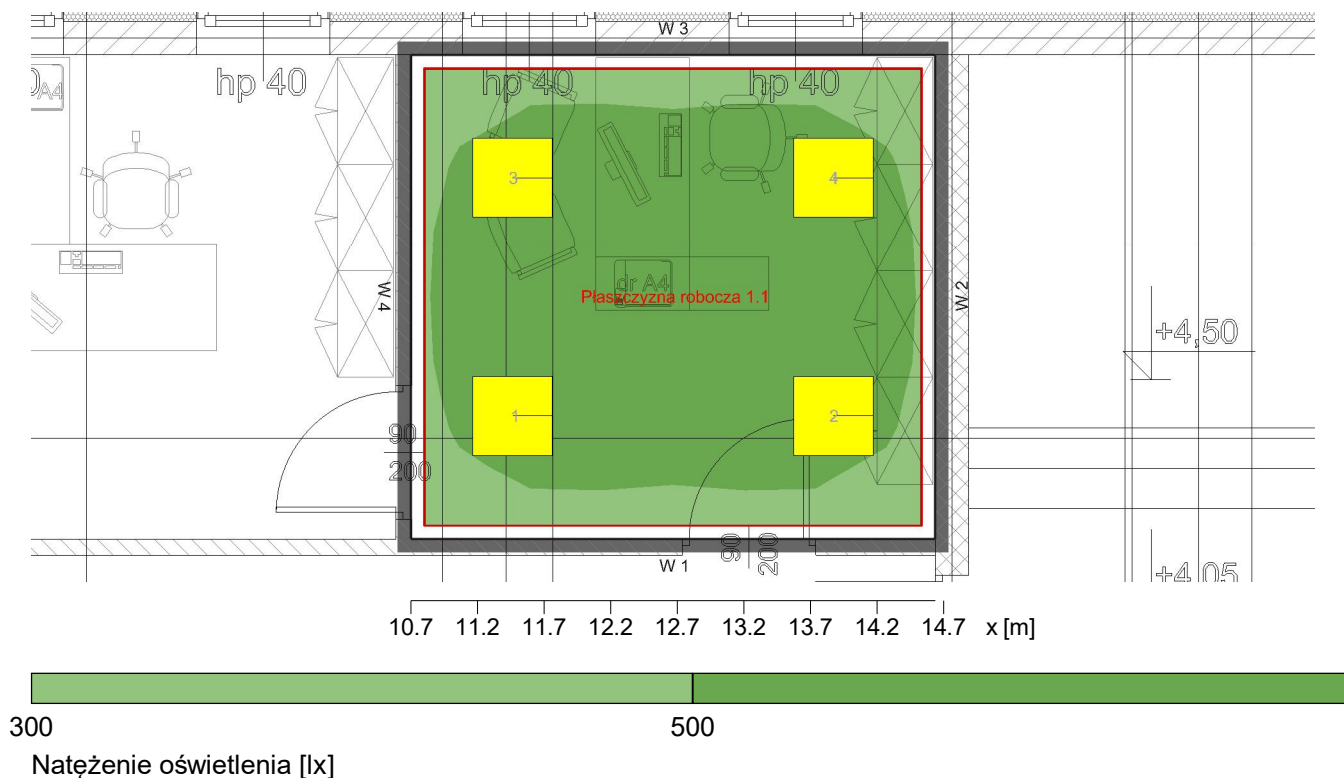 W 3
hp 40
hp 40
hp 40
A4
3
4
dr A4
Płaszczyzna robocza 1.1
W 4
W 2
+4,50
1
2
90
200
W 1
90
200
+4,05
10.7 11.2 11.7 12.2 12.7 13.2 13.7 14.2 14.7 x [m]
300 500
Natężenie oświetlenia [lx]